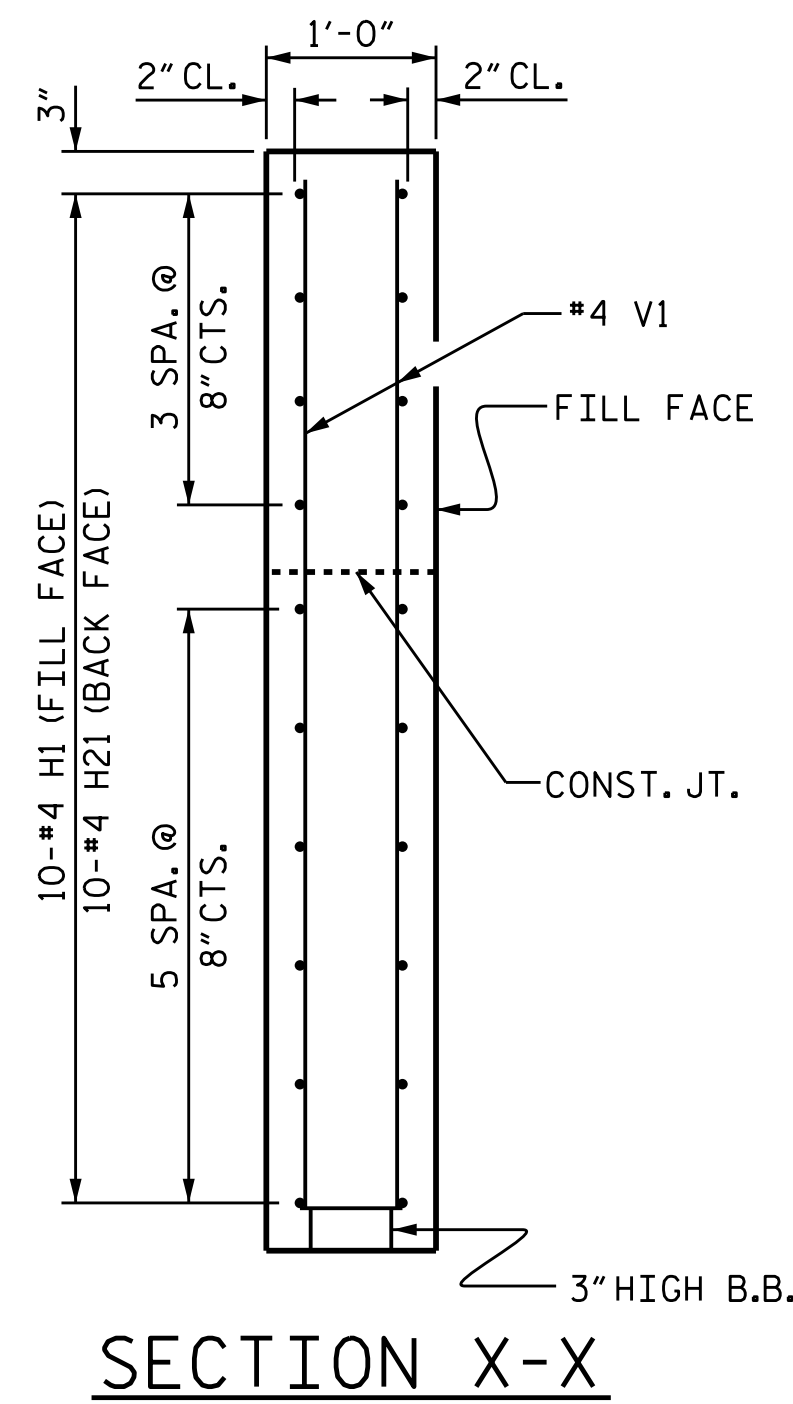 1'-0"
2" CL.
2" CL.
3"
3 SPA. @
8" CTS.
#4 V1
FILL FACE
10-#4 H1 (FILL FACE)
10-#4 H21 (BACK FACE)
CONST. JT.
5 SPA. @
8" CTS.
3" HIGH B.B.
SECTION X-X